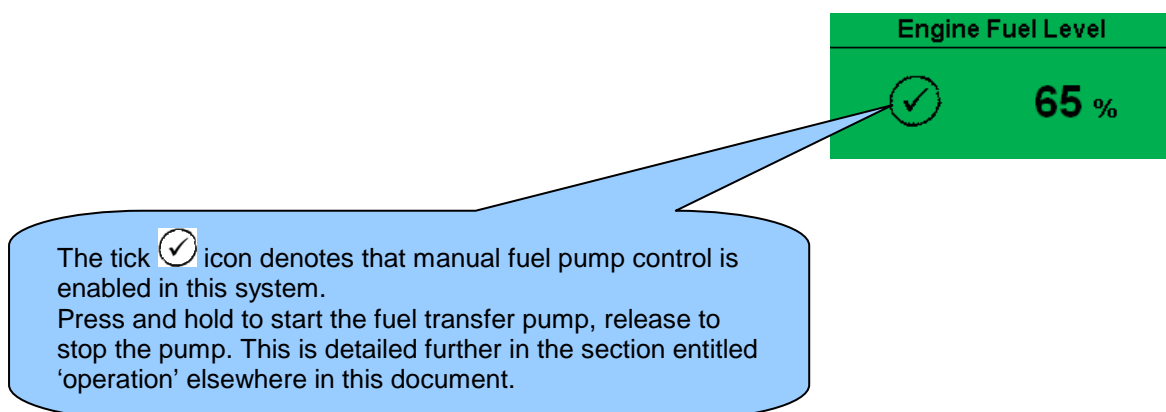 Engine Fuel Level
65 %
The tick icon denotes that manual fuel pump control is
enabled in this system.
Press and hold to start the fuel transfer pump, release to
stop the pump. This is detailed further in the section entitled
‘operation’ elsewhere in this document.